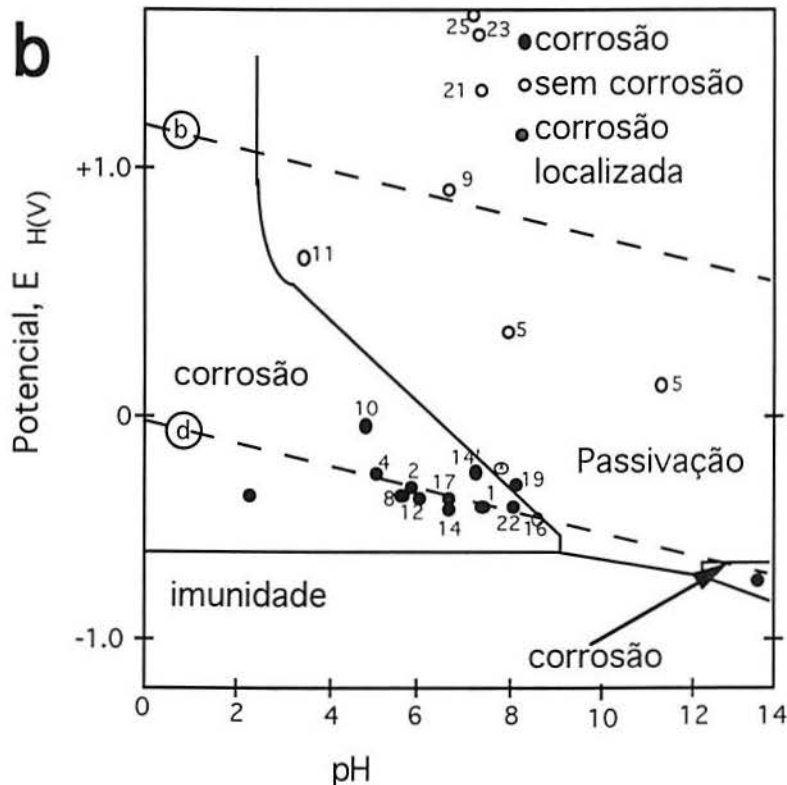 b
25 23 corrosão
21 sem corrosão
corrosão
localizada
b
+1.0
9
11
Potencial, E H(V)
5
corrosão
5
10
0
d
4 2 17 14' 19
Passivação
8 12 14 1 22 16
imunidade
-1.0
corrosão
0 2 4 6 8 10 12 14
pH